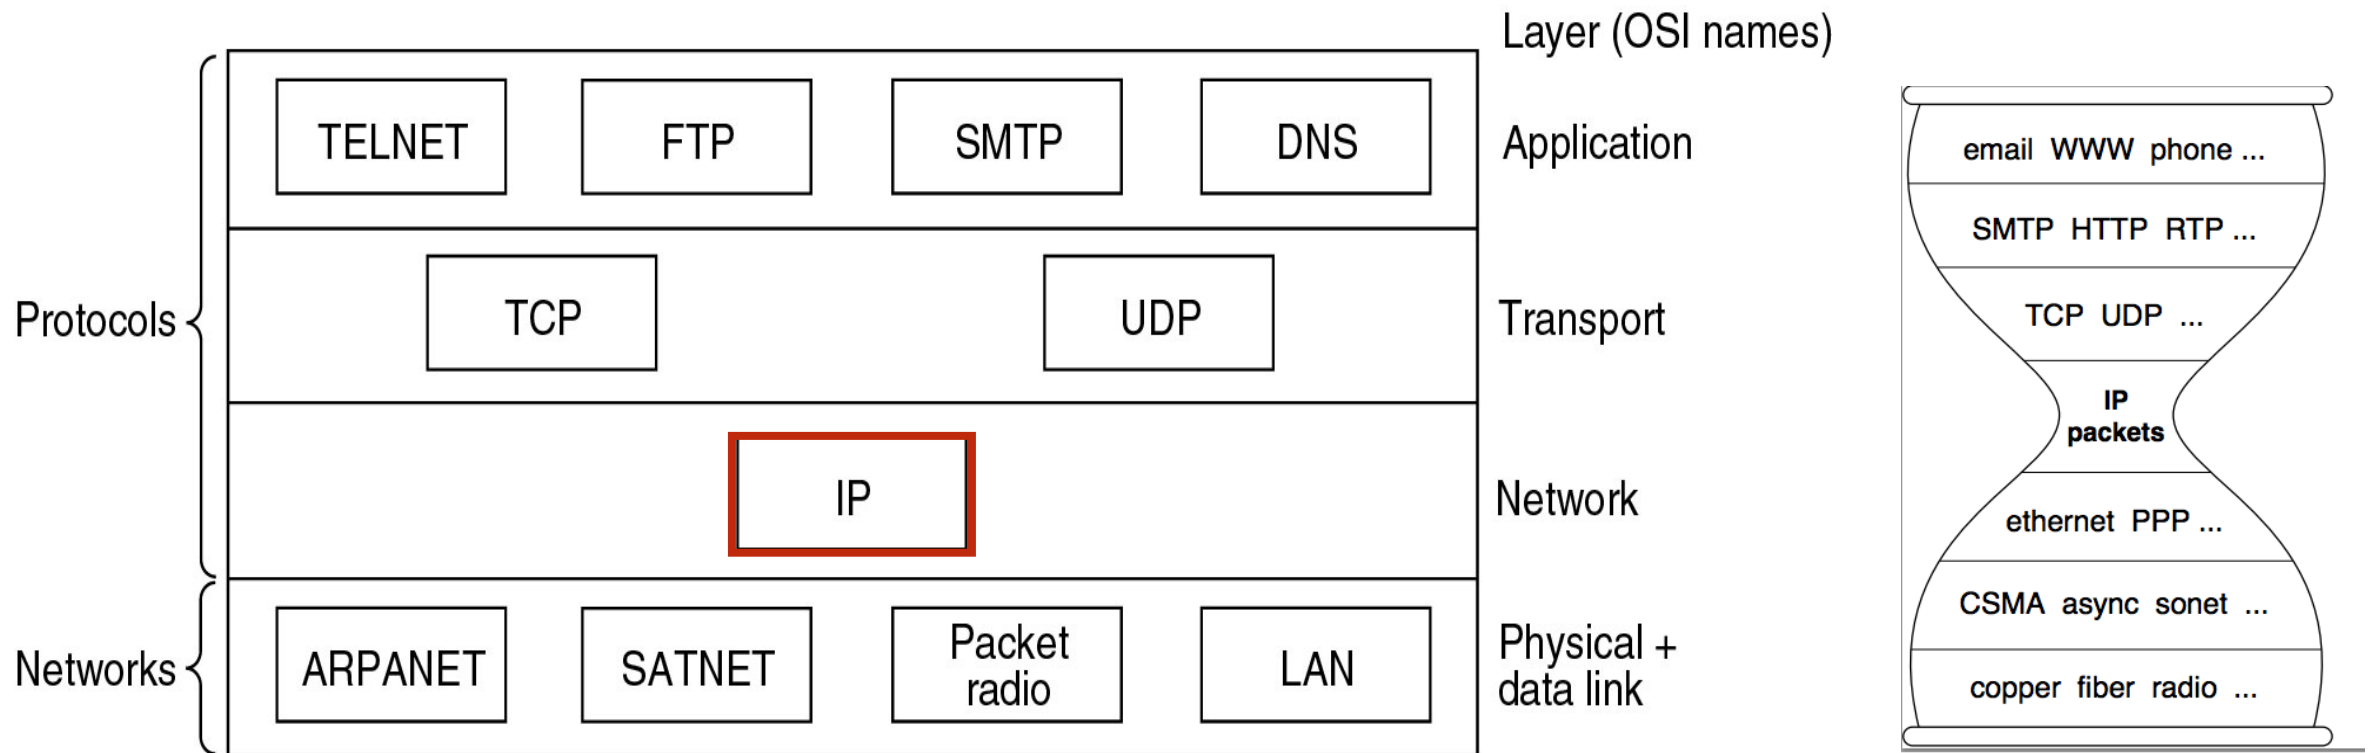 Layer (OSI names)
Protocols
TELNET
FTP
SMTP
DNS
Application
TCP
UDP
Transport
IP
Network
Networks
ARPANET
SATNET
Packet
radio
LAN
Physical +
data link
email WWW phone ...
SMTP HTTP RTP ...
TCP UDP ...
IP
packets
ethernet PPP ...
CSMA async sonet ...
copper fiber radio ...